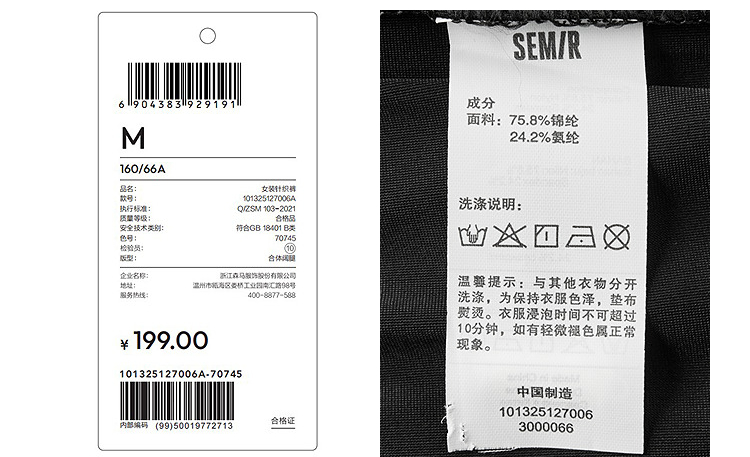 6 904383 929191
M
160/66A
品名： 女装针织裤
款号： 101325127006A
执行标准： Q/ZSM 103-2021
质量等级： 合格品
安全技术类别： 符合GB 18401 B类
色号： 70745
检验员： 10
版型： 合体阔腿
企业名称： 浙江森马服饰股份有限公司
地址： 温州市瓯海区娄桥工业园南汇路98号
服务热线： 400-8877-588
¥ 199.00
101325127006A-70745
内部编码 (99)50019772713
合格证
SEMIR
成分
面料：75.8%锦纶
24.2%氨纶
洗涤说明：
温馨提示：与其他衣物分开
洗涤，为保持衣服色泽，垫布
熨烫。衣服浸泡时间不可超过
10分钟，如有轻微褪色属正常
现象。
中国制造
101325127006
3000066